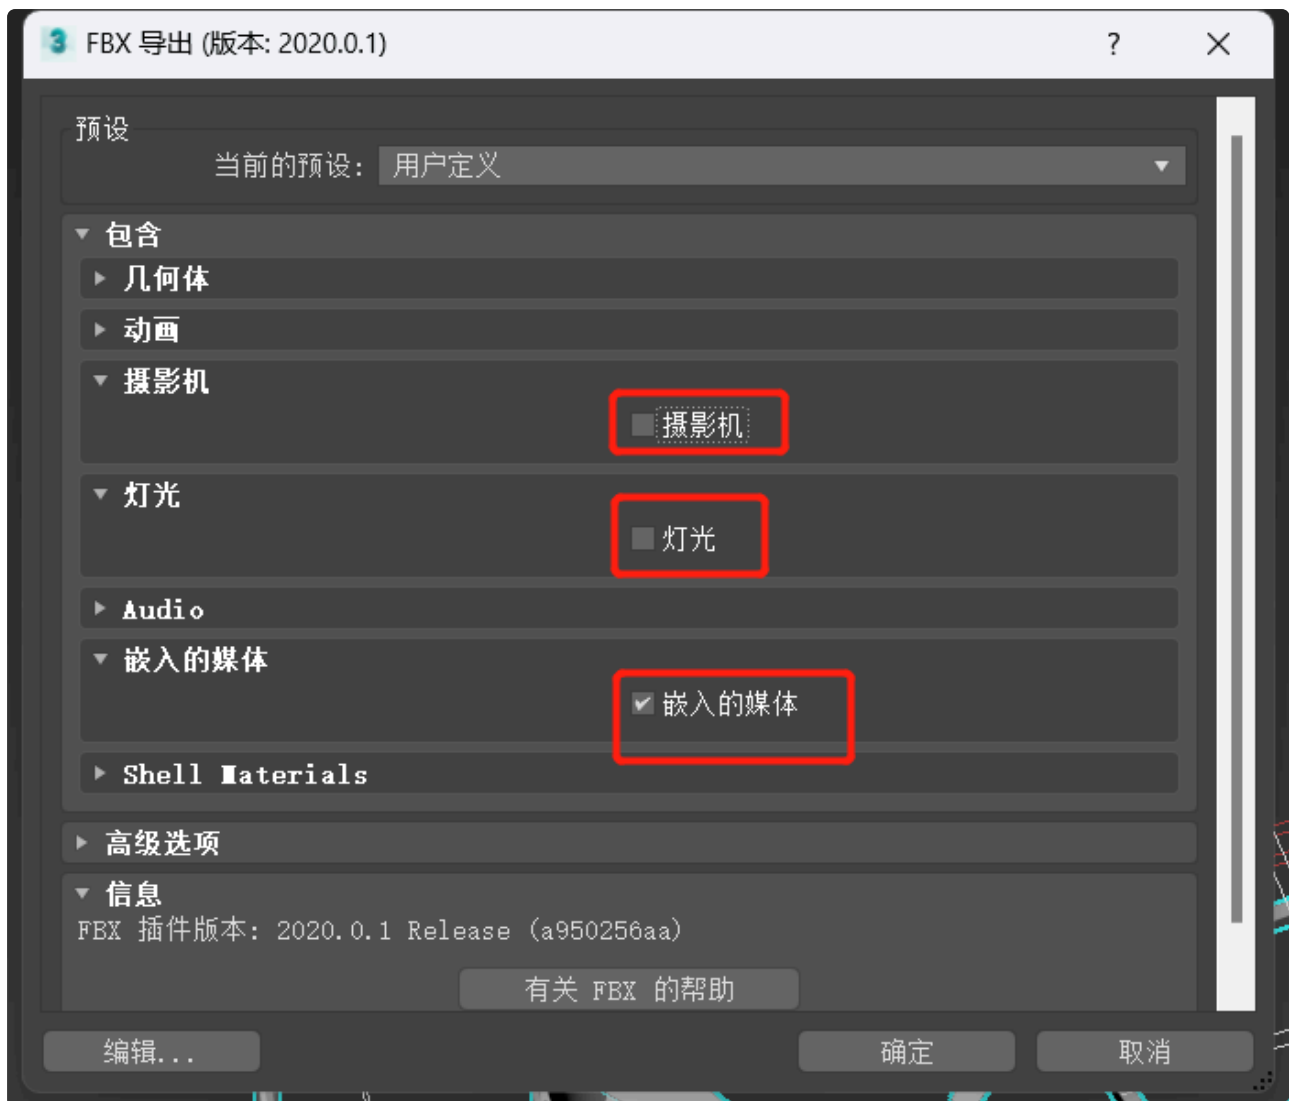 3 FBX 导出 (版本: 2020.0.1) ?
预设
当前的预设: 用户定义
包含
几何体
动画
摄影机
摄影机
灯光
灯光
Audio
嵌入的媒体
嵌入的媒体
Shell Materials
高级选项
信息
FBX 插件版本: 2020.0.1 Release (a950256aa)
有关 FBX 的帮助
编辑... 确定 取消